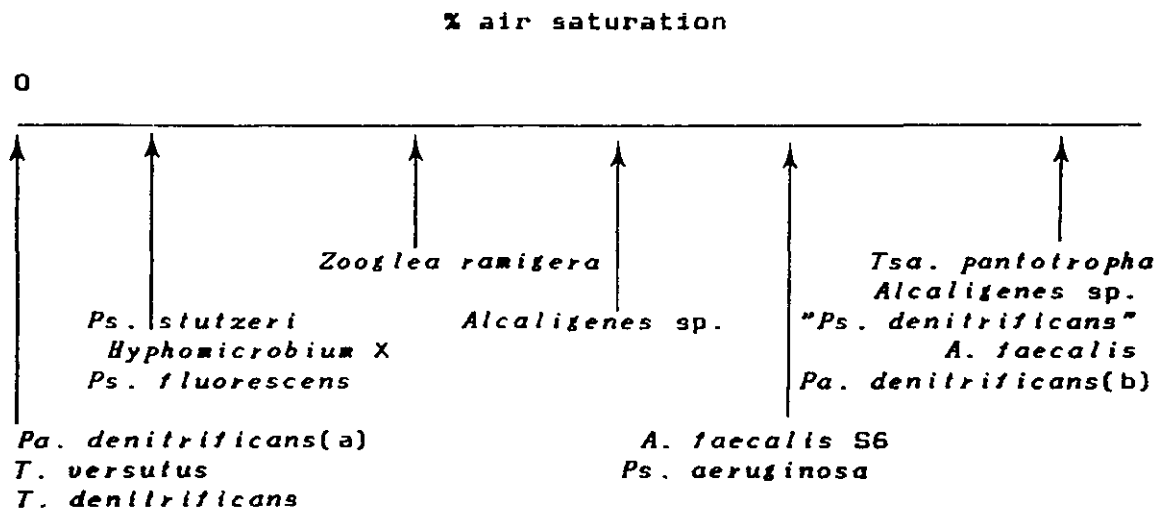 % air saturation
0
Zooglea ramigera
Tsa. pantotropha
Alcaligenes sp.
"Ps. denitrificans"
A. faecalis
Pa. denitrificans(b)
Ps. stutzeri
Hyphomicrobium X
Ps. fluorescens
Alcaligenes sp.
Pa. denitrificans(a)
T. versutus
T. denitrificans
A. faecalis S6
Ps. aeruginosa